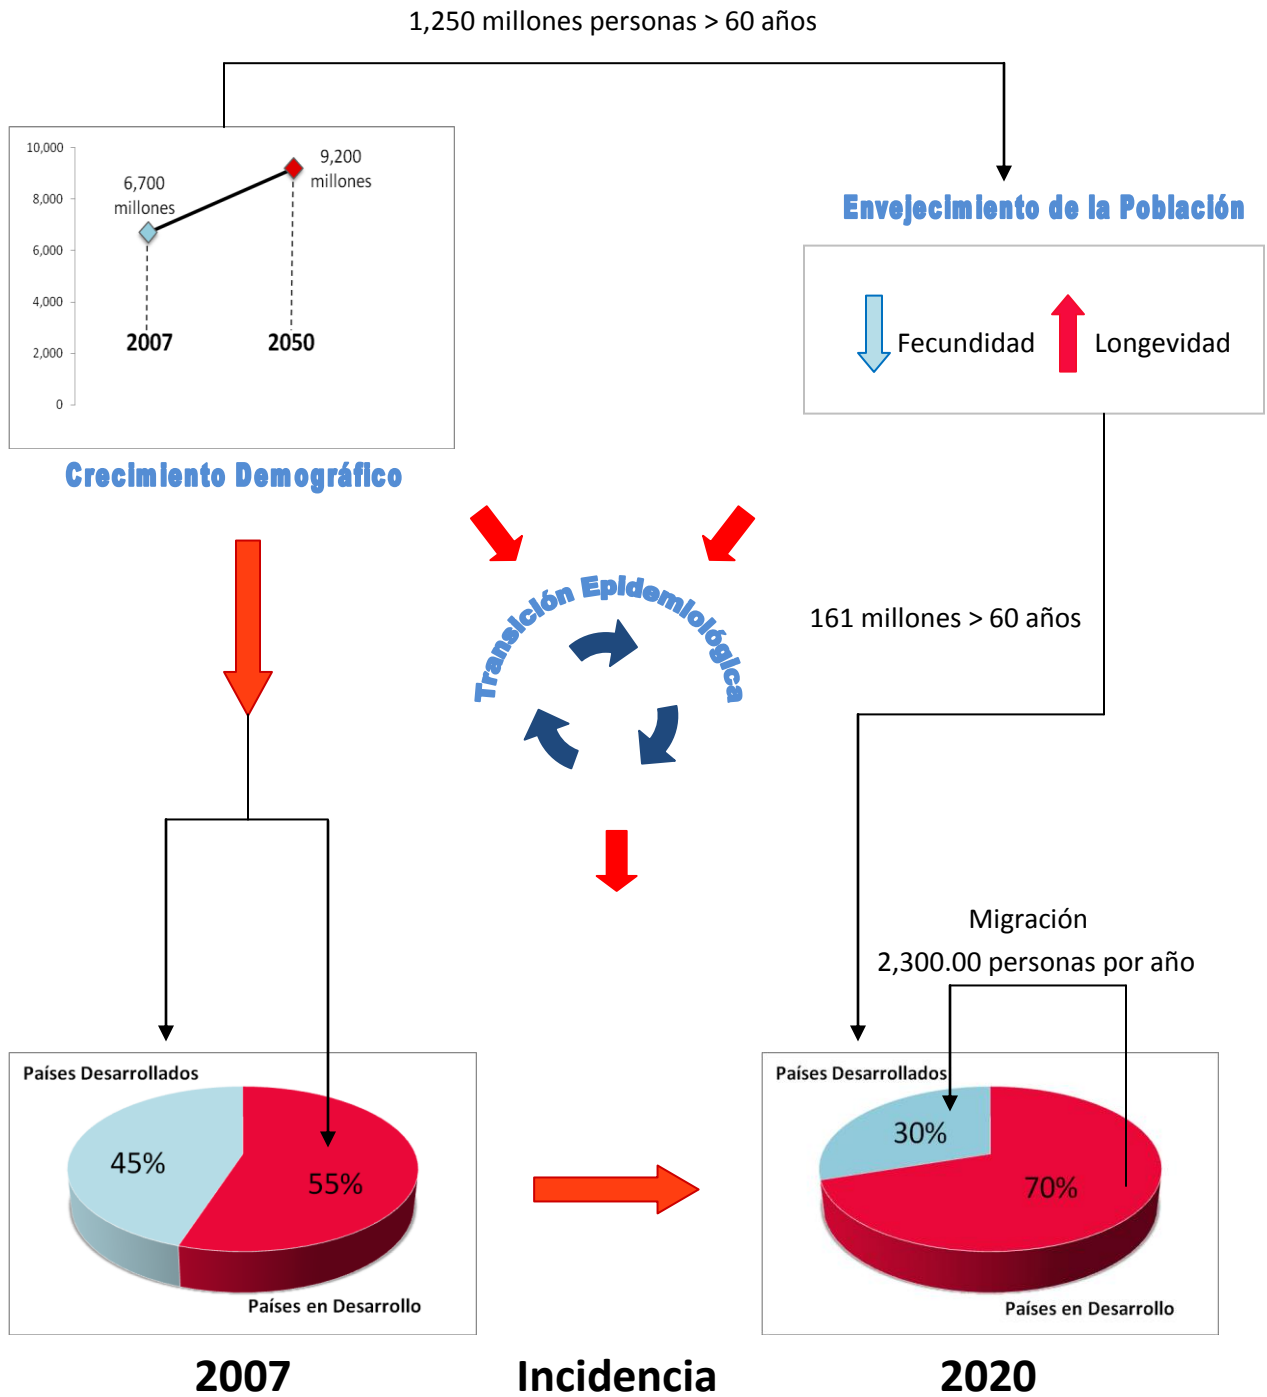 1,250 millones personas > 60 años
10,000
8,000
6,000
4,000
2,000
0
6,700
millones
9,200
millones
2007
2050
Crecimiento Demográfico
Envejecimiento de la Población
Fecundidad
Longevidad
Transición Epidemiológica
161 millones > 60 años
Migración
2,300.00 personas por año
Países Desarrollados
45%
55%
Países en Desarrollo
Países Desarrollados
30%
70%
Países en Desarrollo
2007
Incidencia
2020